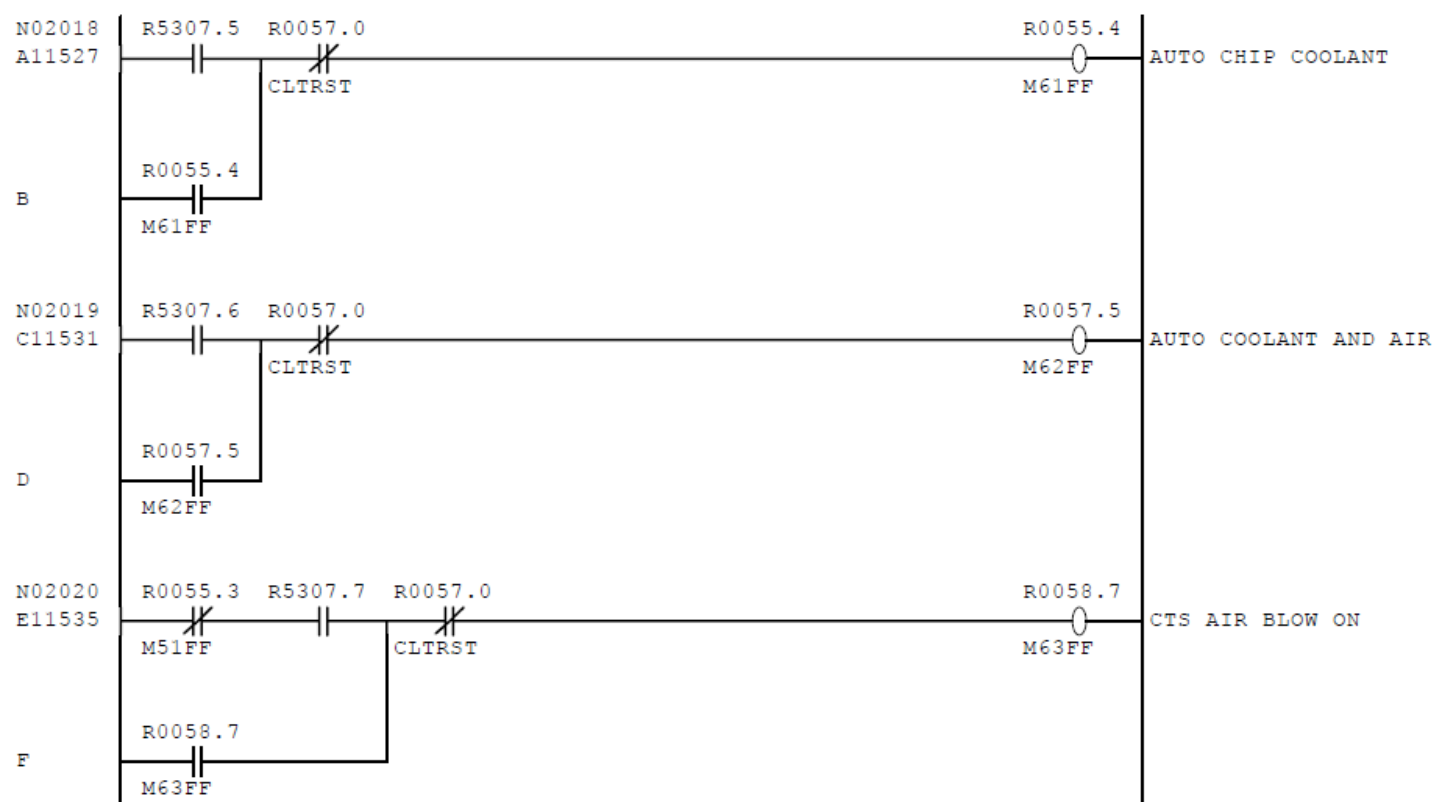 N02018 R5307.5 R0057.0 R0055.4
A11527 AUTO CHIP COOLANT
CLTRST M61FF
R0055.4
B
M61FF
N02019 R5307.6 R0057.0 R0057.5
C11531 AUTO COOLANT AND AIR
CLTRST M62FF
R0057.5
D
M62FF
N02020 R0055.3 R5307.7 R0057.0 R0058.7
E11535 CTS AIR BLOW ON
M51FF CLTRST M63FF
R0058.7
F
M63FF